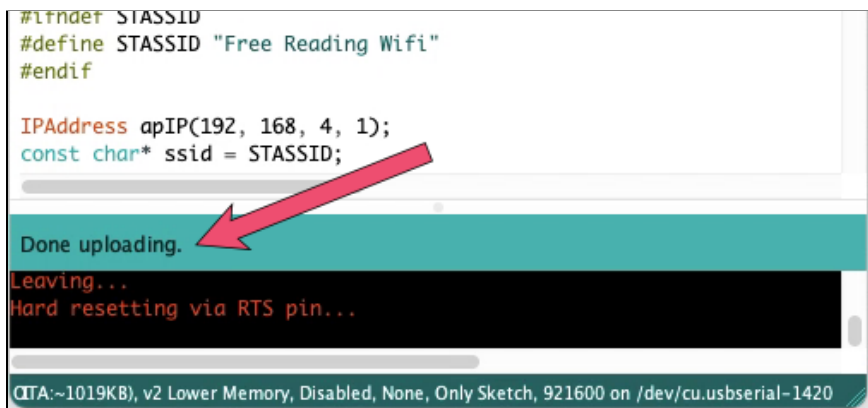 #ifndef STASSID
#define STASSID "Free Reading Wifi"
#endif
IPAddress apIP(192, 168, 4, 1);
const char* ssid = STASSID;
Done uploading.
Leaving...
Hard resetting via RTS pin...
OTA:~1019KB), v2 Lower Memory, Disabled, None, Only Sketch, 921600 on /dev/cu.usbserial-1420